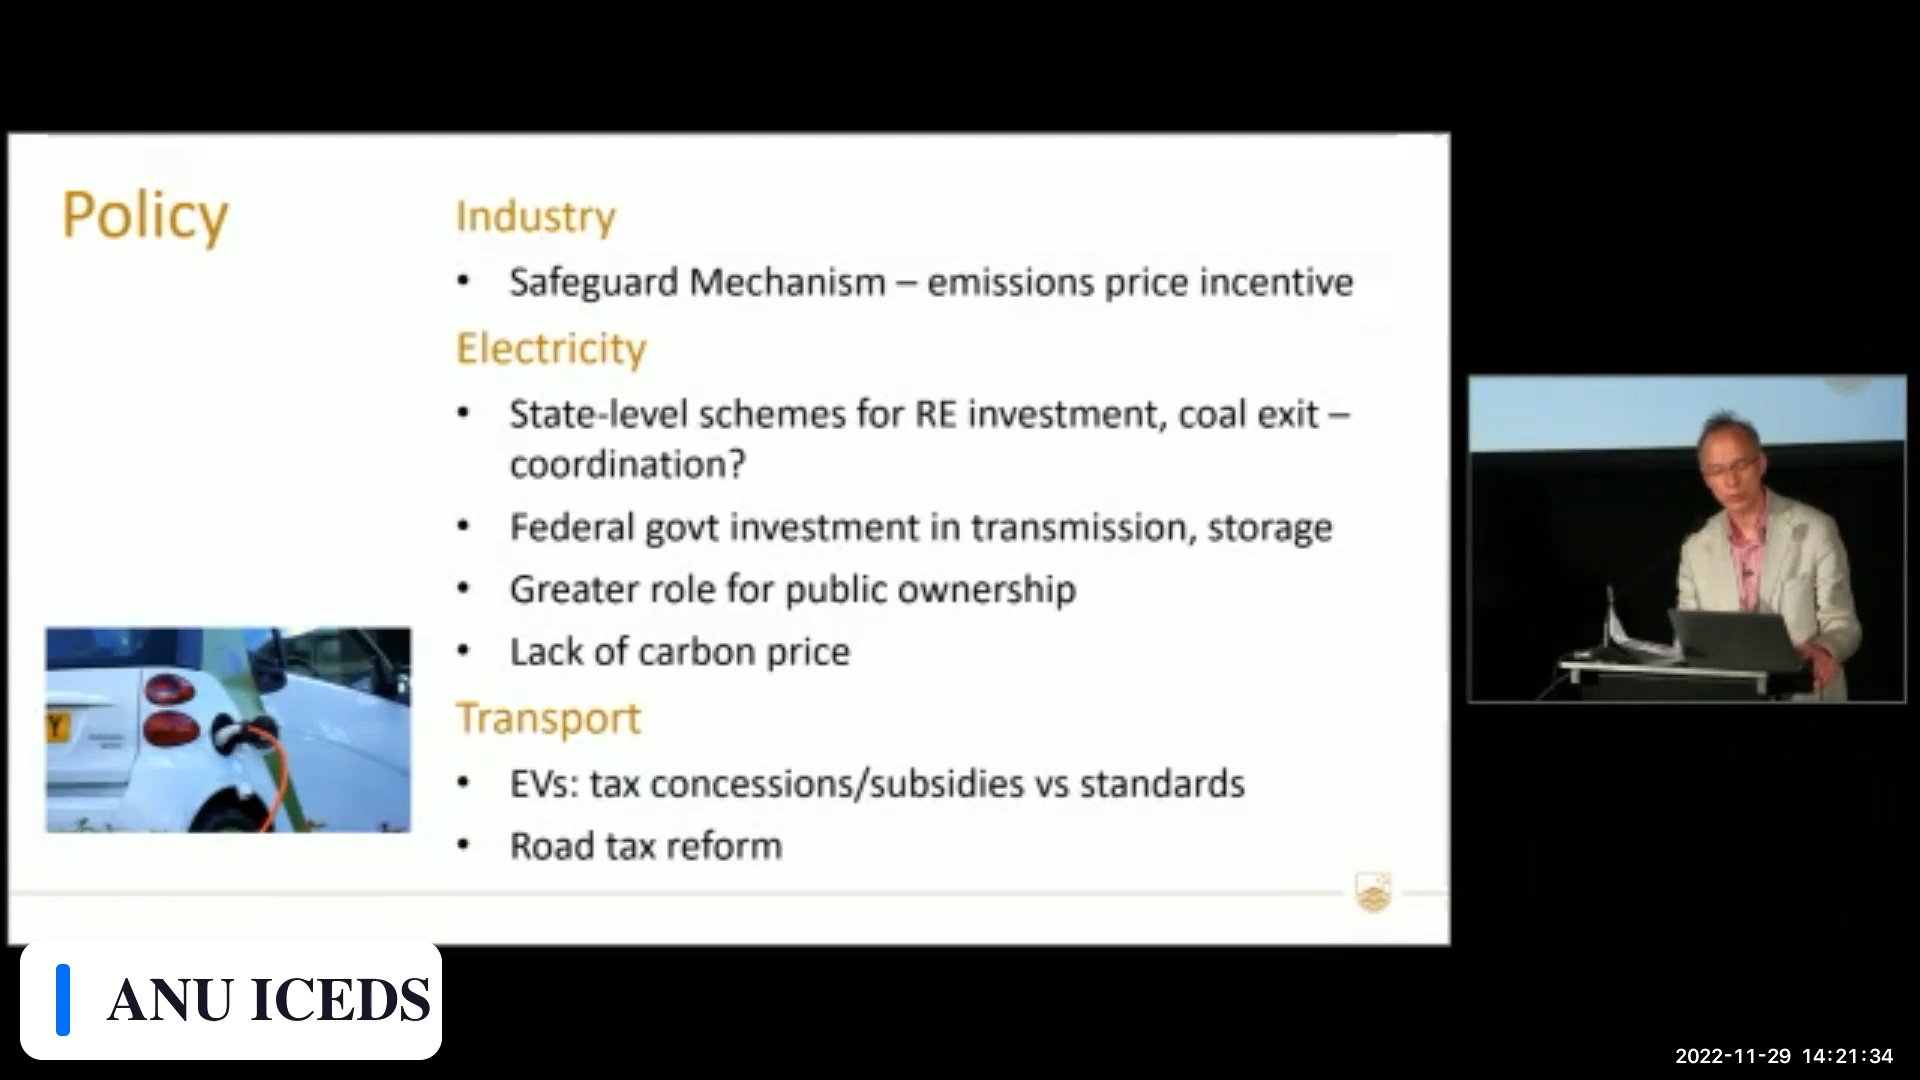 Policy
Industry
• Safeguard Mechanism – emissions price incentive
Electricity
• State-level schemes for RE investment, coal exit –
coordination?
• Federal govt investment in transmission, storage
• Greater role for public ownership
• Lack of carbon price
Transport
• EVs: tax concessions/subsidies vs standards
• Road tax reform
Y
ANU ICEDS
2022-11-29 14:21:34